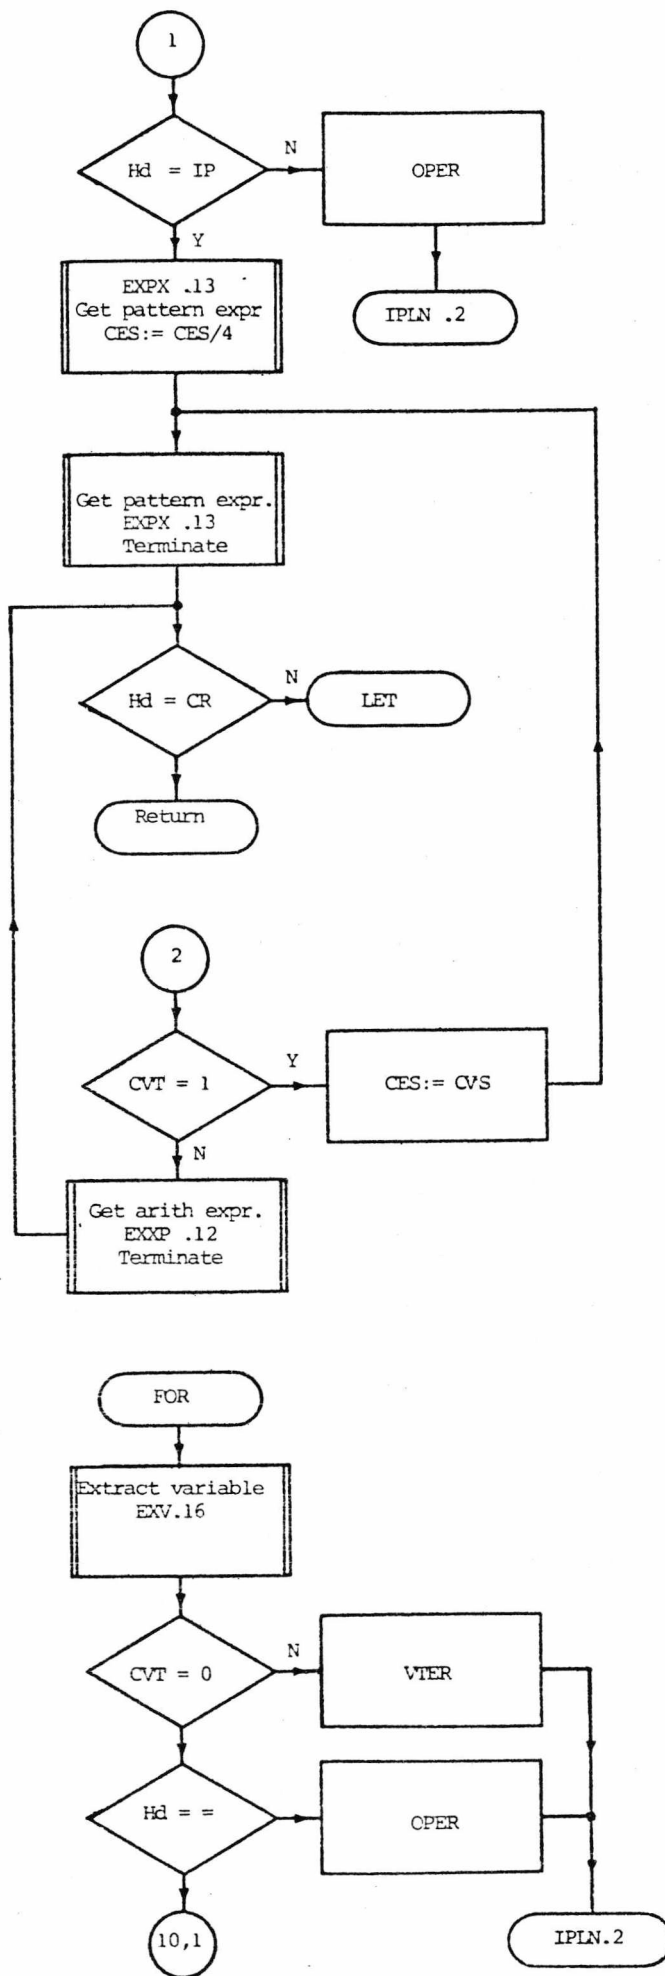 1
Hd = IP
N
OPER
Y
EXPX .13
Get pattern expr
CES:= CES/4
IPLN .2
Get pattern expr.
EXPX .13
Terminate
Hd = CR
N
LET
Return
2
CVT = 1
Y
CES:= CVS
N
Get arith expr.
EXXP .12
Terminate
FOR
Extract variable
EXV.16
CVT = 0
N
VTER
Hd = =
OPER
10,1
IPLN.2